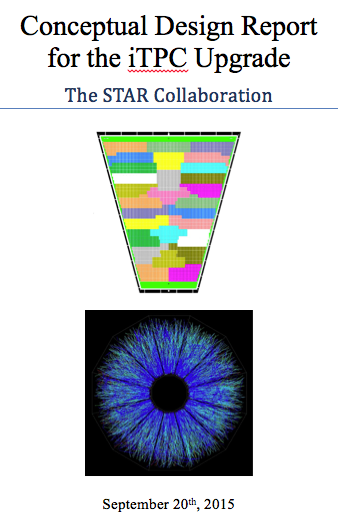 Conceptual Design Report
for the iTPC Upgrade
The STAR Collaboration
September 20th, 2015